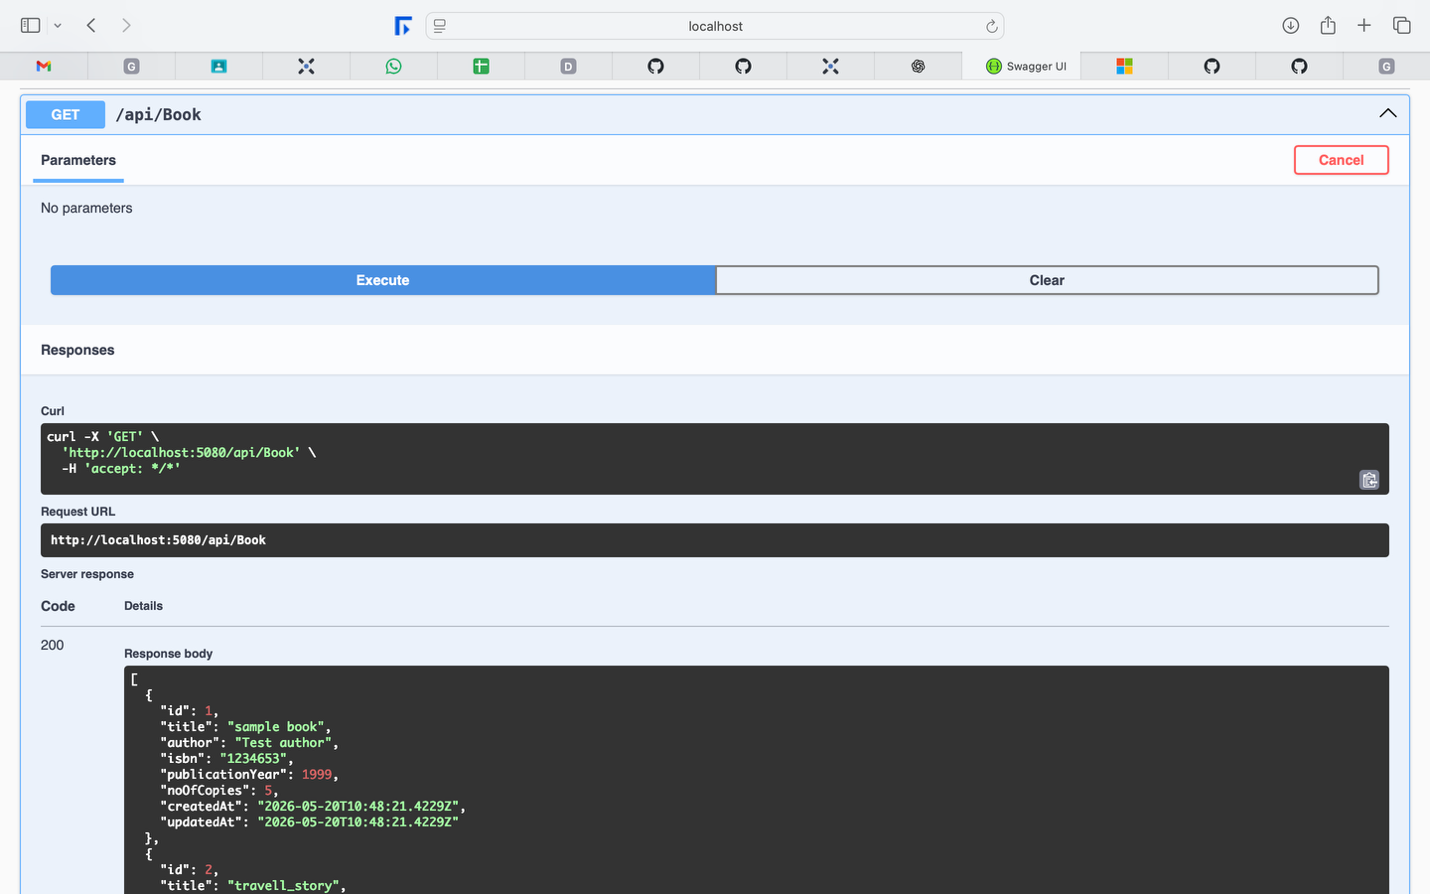 localhost
G
D
Swagger UI
G
GET /api/Book
Parameters
Cancel
No parameters
Execute
Clear
Responses
Curl
curl -X 'GET' \
'http://localhost:5080/api/Book' \
-H 'accept: */*'
Request URL
http://localhost:5080/api/Book
Server response
Code Details
200
Response body
[
{
"id": 1,
"title": "sample book",
"author": "Test author",
"isbn": "1234653",
"publicationYear": 1999,
"noOfCopies": 5,
"createdAt": "2026-05-20T10:48:21.4229Z",
"updatedAt": "2026-05-20T10:48:21.4229Z"
},
{
"id": 2,
"title": "travell_story",